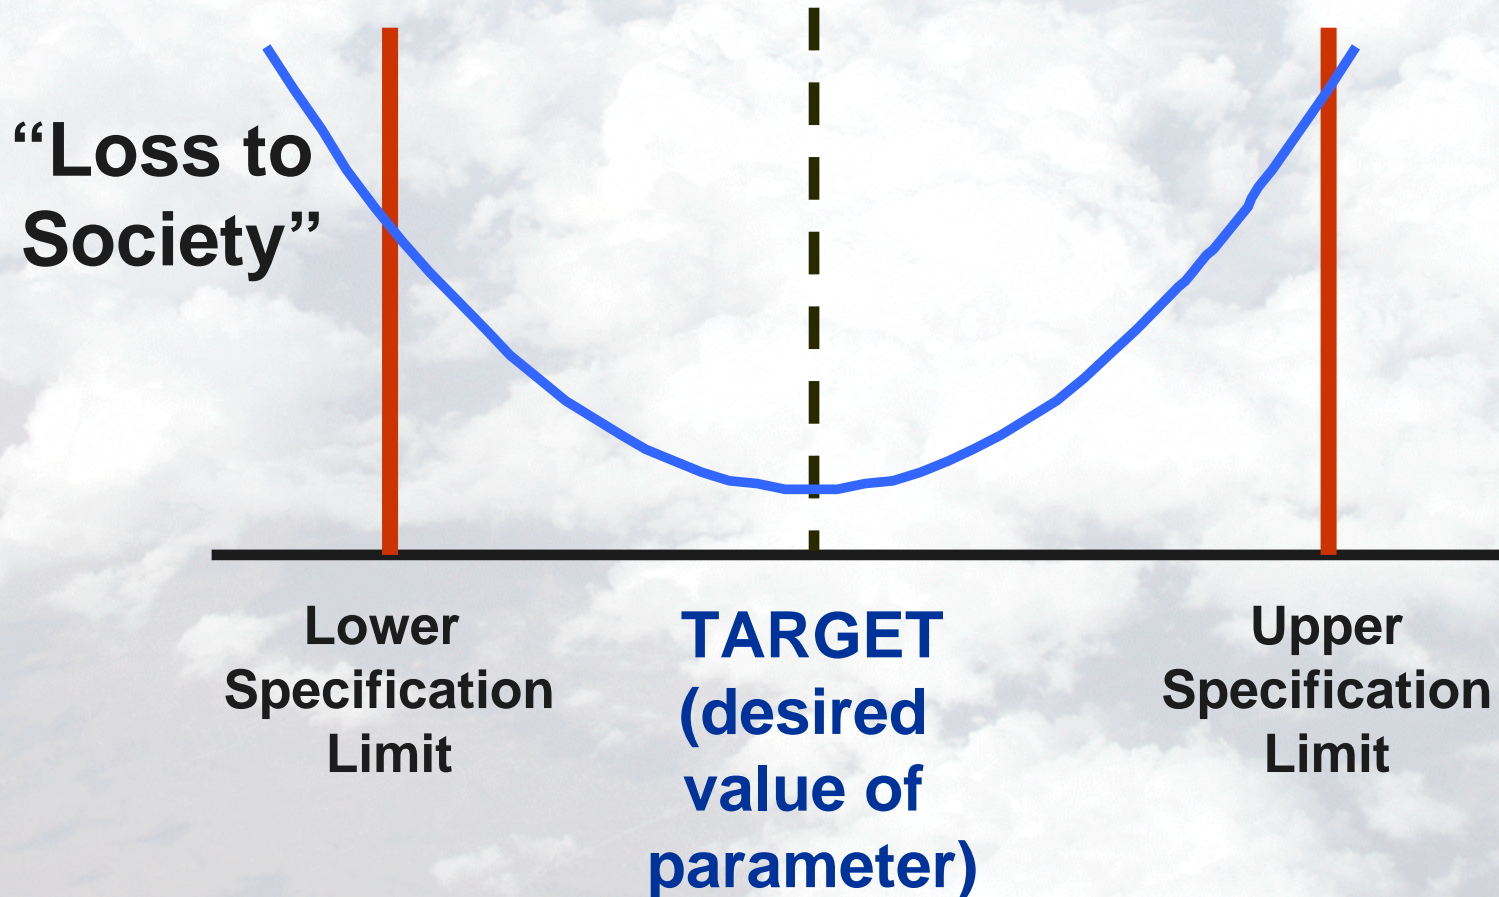 “Loss to
Society”
Lower
Specification
Limit
TARGET
(desired
value of
parameter)
Upper
Specification
Limit